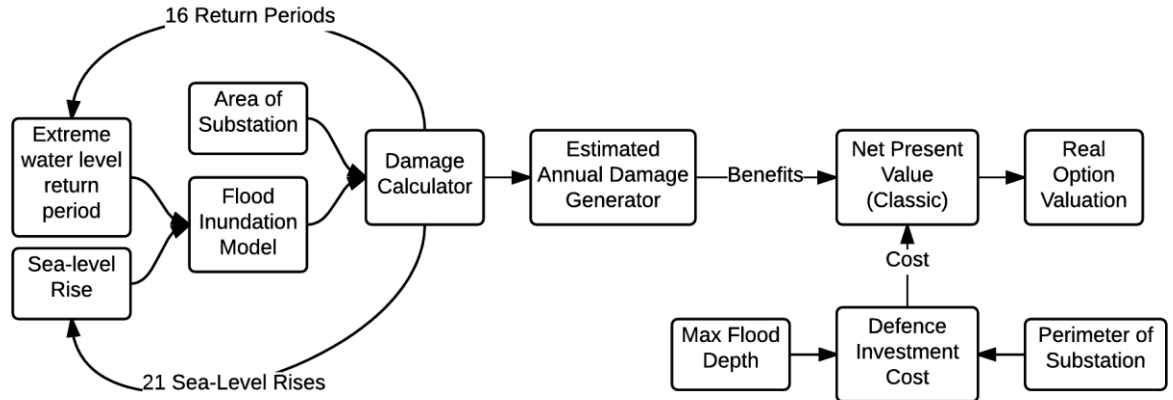 16 Return Periods
Area of
Substation
Extreme
water level
return
period
Damage
Calculator
Estimated
Annual Damage
Generator
Benefits
Net Present
Value
(Classic)
Real
Option
Valuation
Flood
Inundation
Model
Sea-level
Rise
Cost
Max Flood
Depth
Defence
Investment
Cost
Perimeter of
Substation
21 Sea-Level Rises